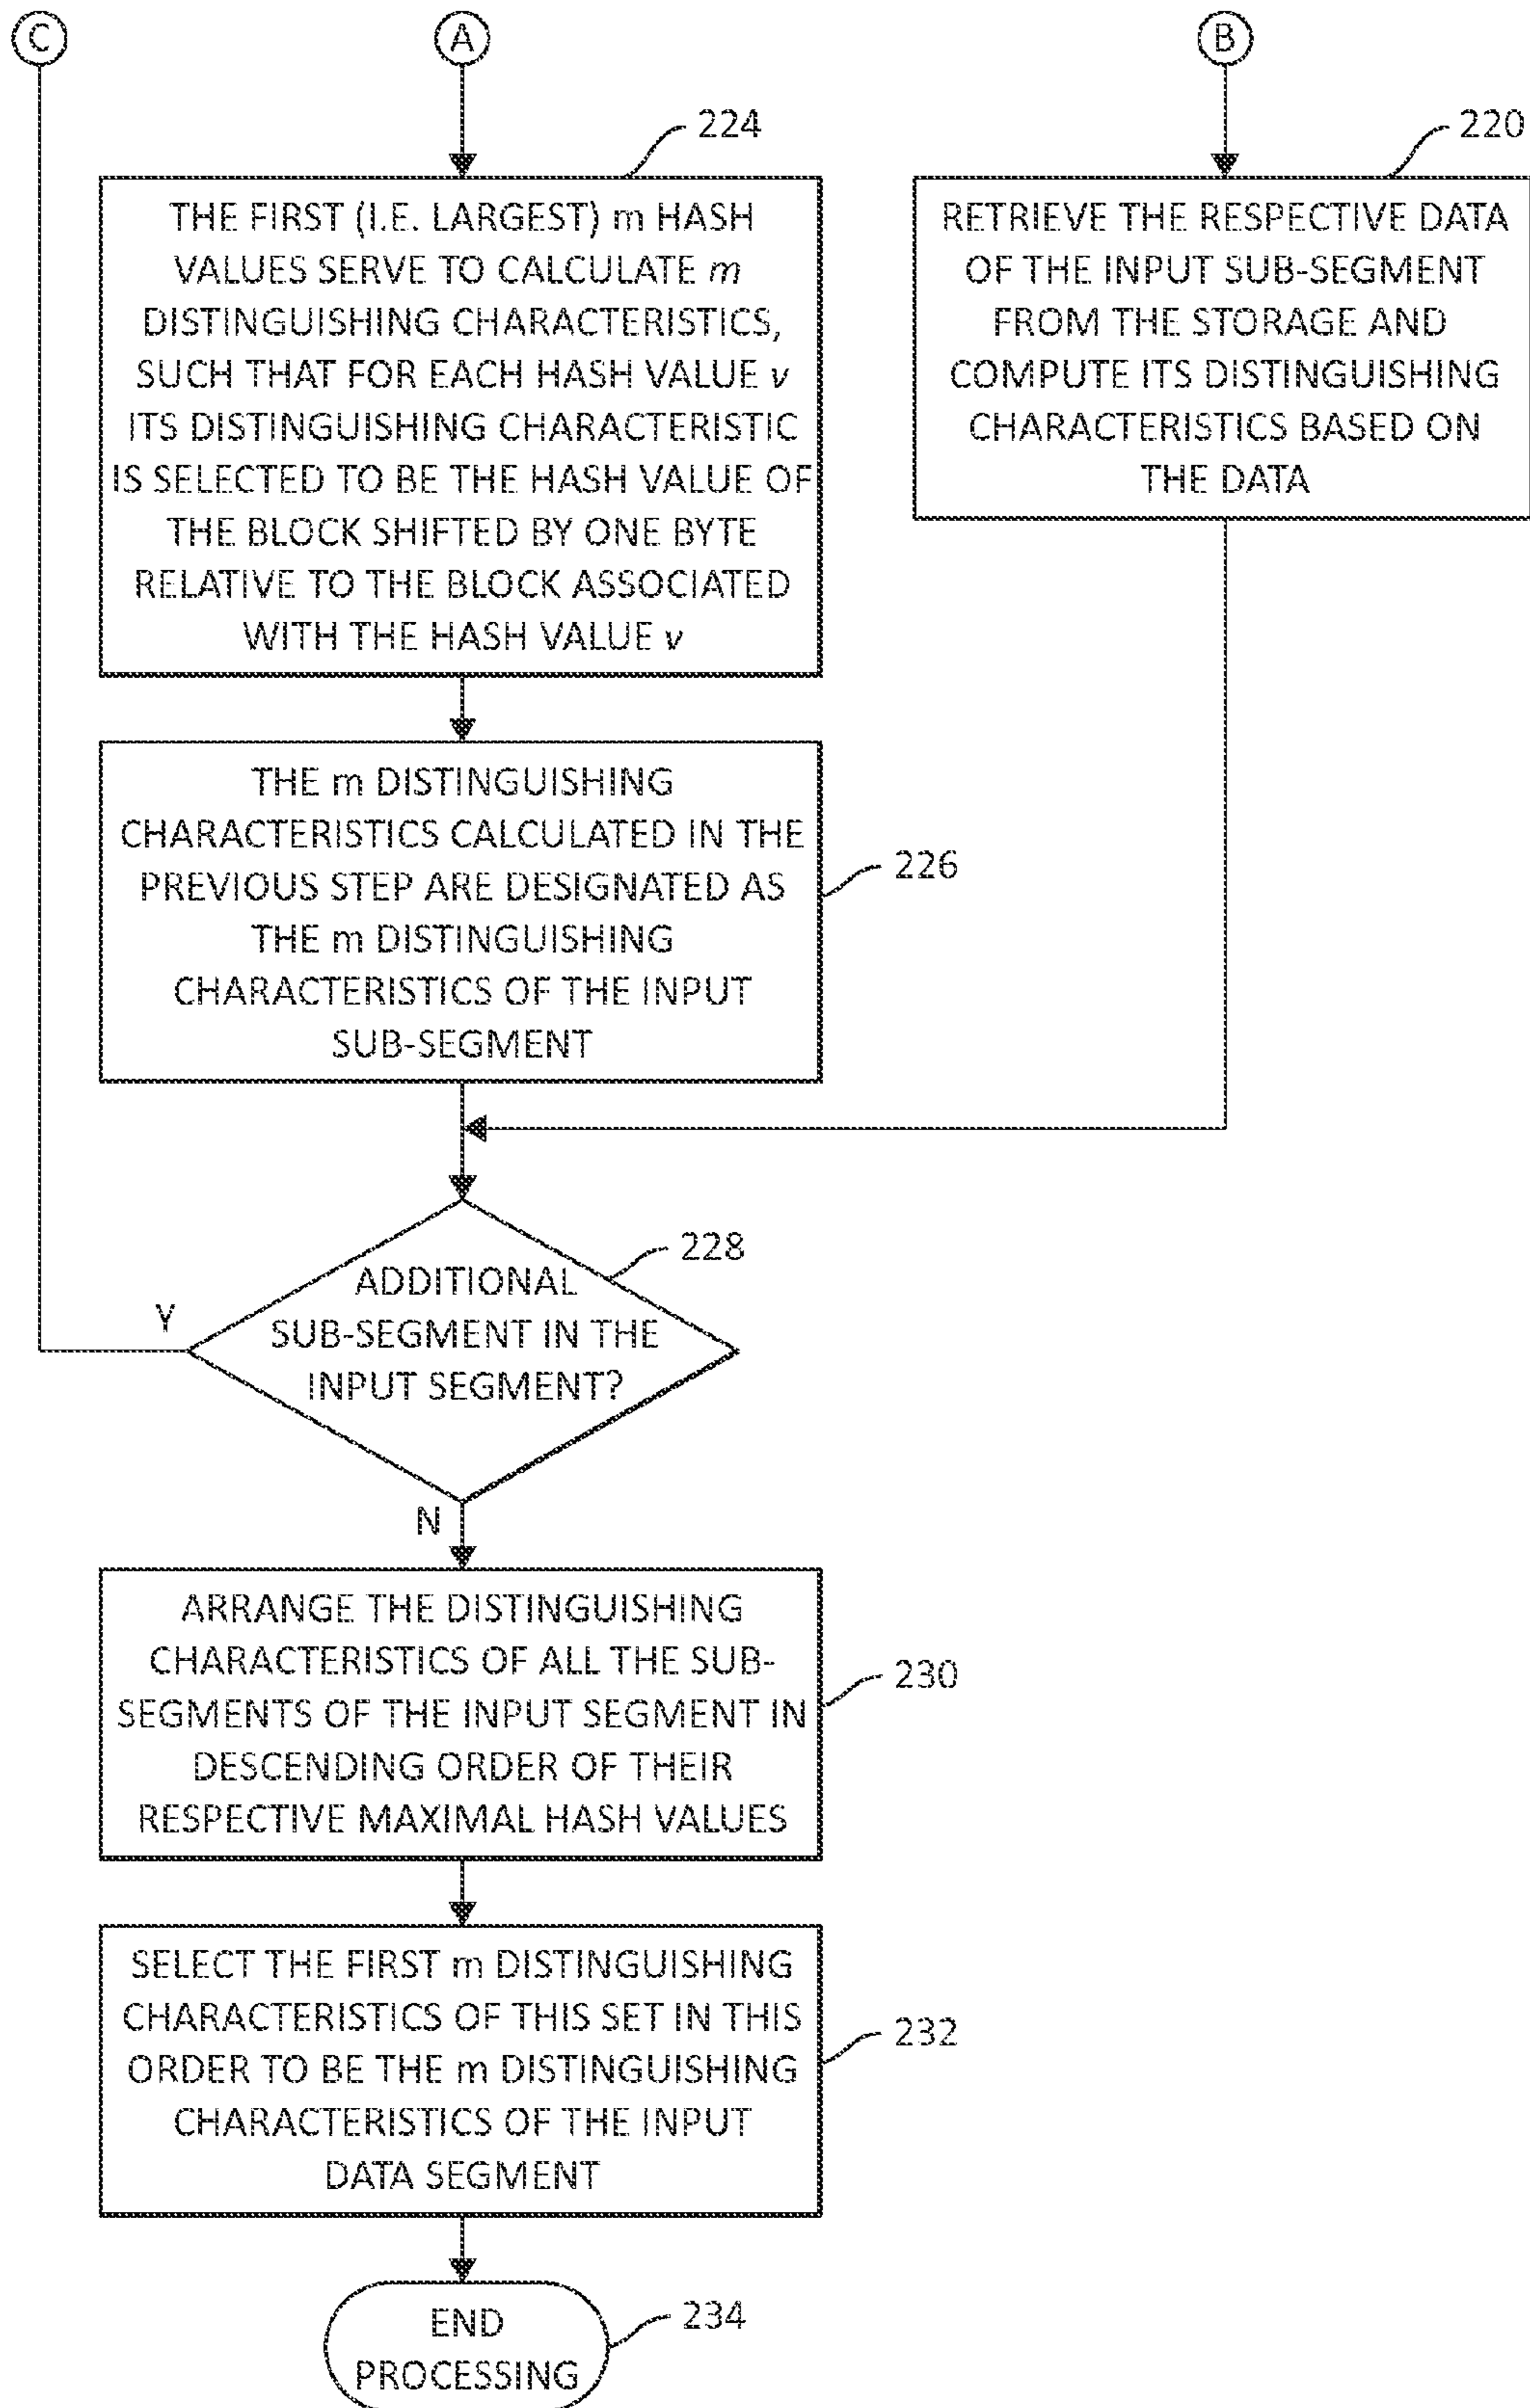 C
A
B
224
THE FIRST (I.E. LARGEST) m HASH
VALUES SERVE TO CALCULATE m
DISTINGUISHING CHARACTERISTICS,
SUCH THAT FOR EACH HASH VALUE v
ITS DISTINGUISHING CHARACTERISTIC
IS SELECTED TO BE THE HASH VALUE OF
THE BLOCK SHIFTED BY ONE BYTE
RELATIVE TO THE BLOCK ASSOCIATED
WITH THE HASH VALUE v
220
RETRIEVE THE RESPECTIVE DATA
OF THE INPUT SUB-SEGMENT
FROM THE STORAGE AND
COMPUTE ITS DISTINGUISHING
CHARACTERISTICS BASED ON
THE DATA
THE m DISTINGUISHING
CHARACTERISTICS CALCULATED IN THE
PREVIOUS STEP ARE DESIGNATED AS
THE m DISTINGUISHING
CHARACTERISTICS OF THE INPUT
SUB-SEGMENT
226
228
ADDITIONAL
SUB-SEGMENT IN THE
INPUT SEGMENT?
Y
N
ARRANGE THE DISTINGUISHING
CHARACTERISTICS OF ALL THE SUB-
SEGMENTS OF THE INPUT SEGMENT IN
DESCENDING ORDER OF THEIR
RESPECTIVE MAXIMAL HASH VALUES
230
SELECT THE FIRST m DISTINGUISHING
CHARACTERISTICS OF THIS SET IN THIS
ORDER TO BE THE m DISTINGUISHING
CHARACTERISTICS OF THE INPUT
DATA SEGMENT
232
END
PROCESSING
234